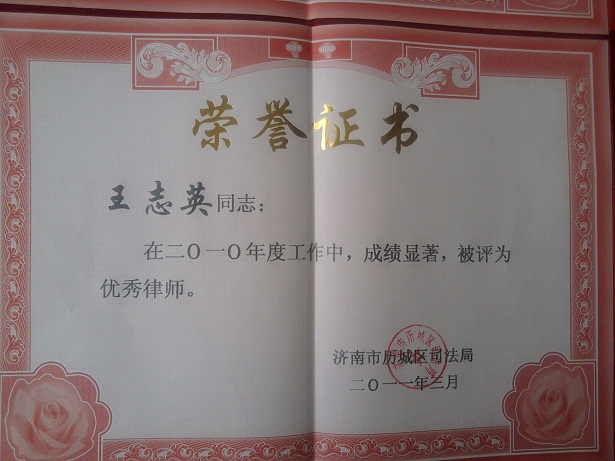 荣誉证书
王志英同志：
在二〇一〇年度工作中，成绩显著，被评为
优秀律师。
济南市历城区司法局
二〇一一年三月